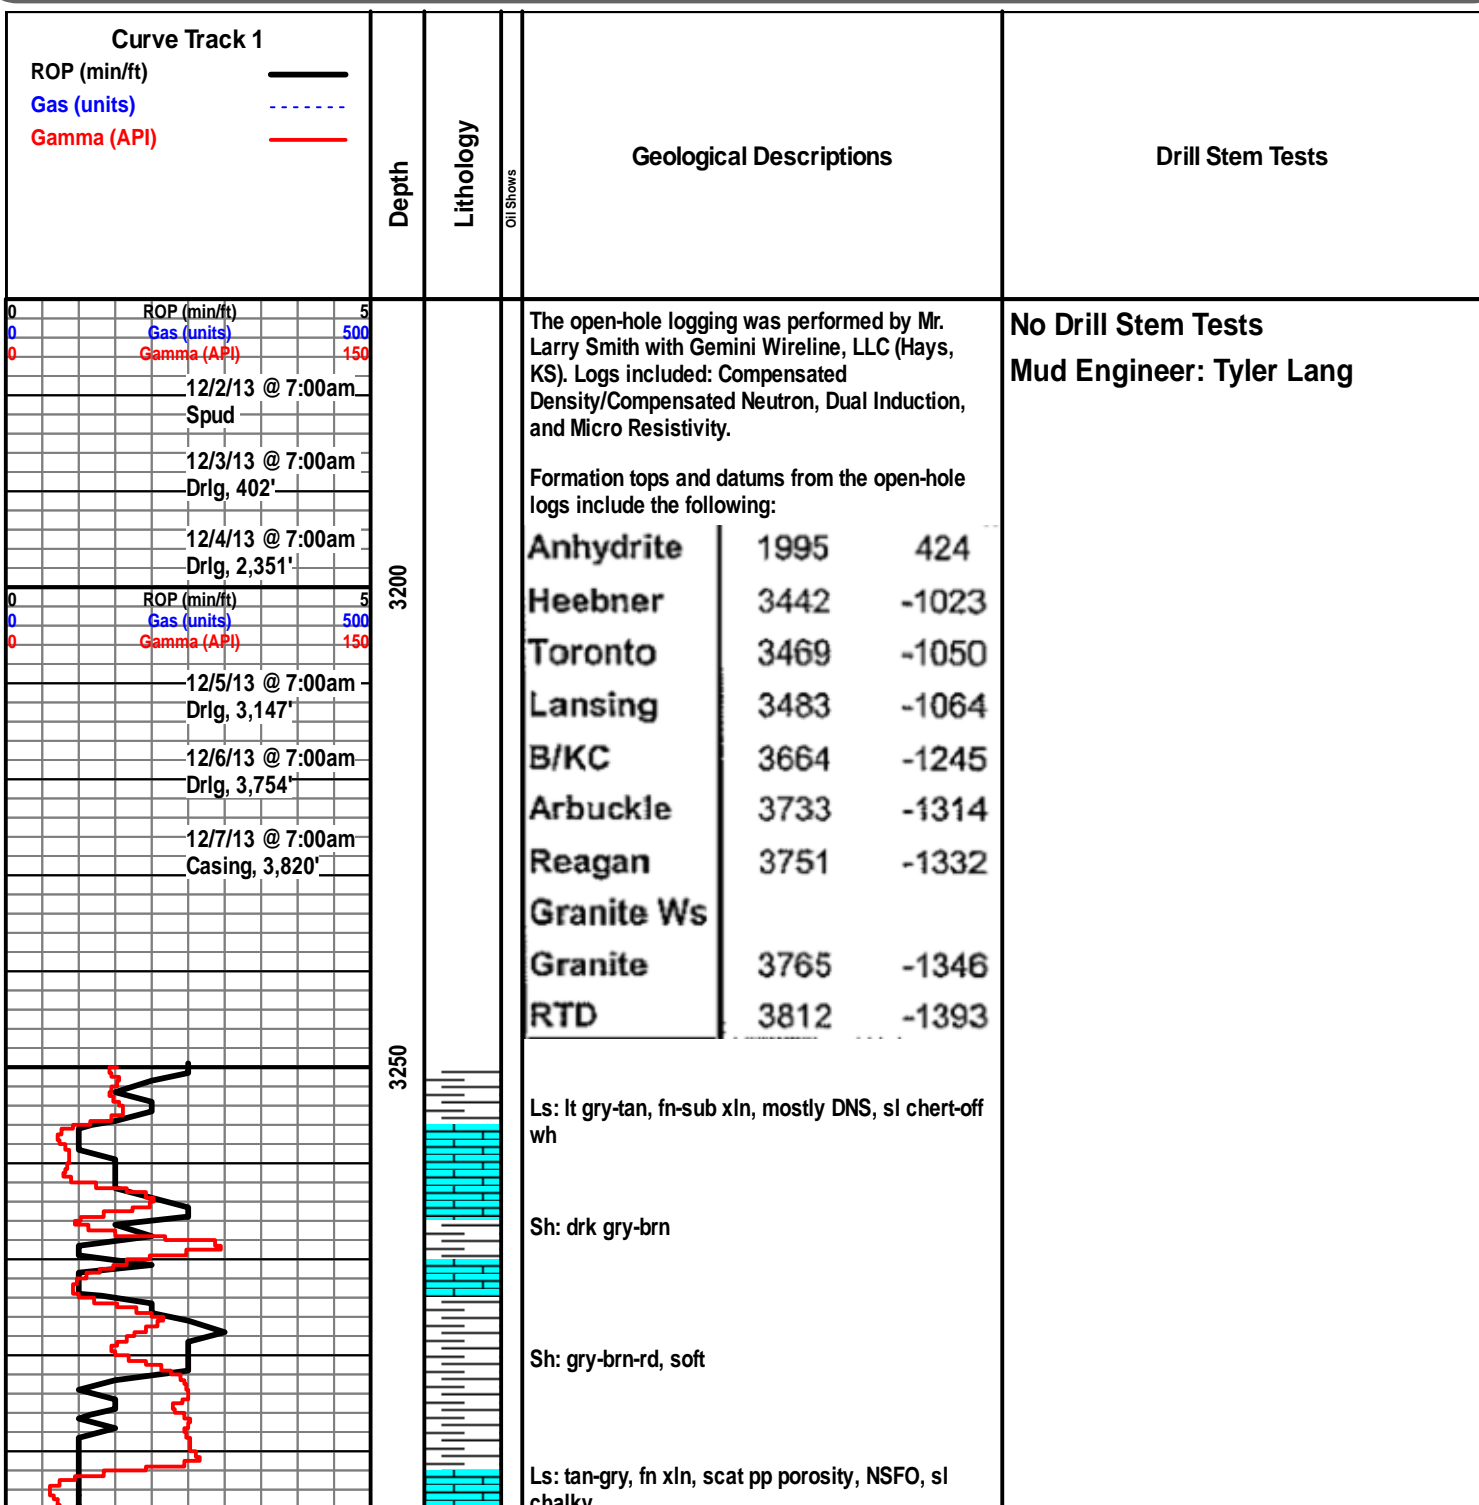 Curve Track 1
ROP (min/ft)
Gas (units)
Gamma (API)
Depth
Lithology
Oil Shows
Geological Descriptions
Drill Stem Tests
0 ROP (min/ft) 5
0 Gas (units) 500
0 Gamma (API) 150
12/2/13 @ 7:00am
Spud
12/3/13 @ 7:00am
Drlg, 402'
12/4/13 @ 7:00am
Drlg, 2,351'
0 ROP (min/ft) 5
0 Gas (units) 500
0 Gamma (API) 150
12/5/13 @ 7:00am
Drlg, 3,147'
12/6/13 @ 7:00am
Drlg, 3,754'
12/7/13 @ 7:00am
Casing, 3,820'
3200
3250
The open-hole logging was performed by Mr.
Larry Smith with Gemini Wireline, LLC (Hays,
KS). Logs included: Compensated
Density/Compensated Neutron, Dual Induction,
and Micro Resistivity.
Formation tops and datums from the open-hole
logs include the following:
Anhydrite 1995 424
Heebner 3442 -1023
Toronto 3469 -1050
Lansing 3483 -1064
B/KC 3664 -1245
Arbuckle 3733 -1314
Reagan 3751 -1332
Granite Ws
Granite 3765 -1346
RTD 3812 -1393
Ls: lt gry-tan, fn-sub xln, mostly DNS, sl chert-off
wh
Sh: drk gry-brn
Sh: gry-brn-rd, soft
Ls: tan-gry, fn xln, scat pp porosity, NSFO, sl
chalky
No Drill Stem Tests
Mud Engineer: Tyler Lang